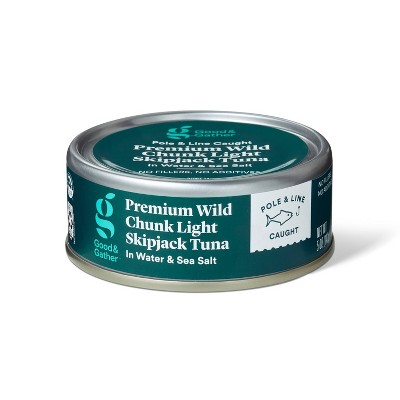 Good&
Gather
Pole & Line Caught
Premium Wild
Chunk Light
Skipjack Tuna
In Water & Sea Salt
NO FILLERS, NO ADDITIVES
Good&
Gather
Premium Wild
Chunk Light
Skipjack Tuna
In Water & Sea Salt
POLE & LINE
CAUGHT